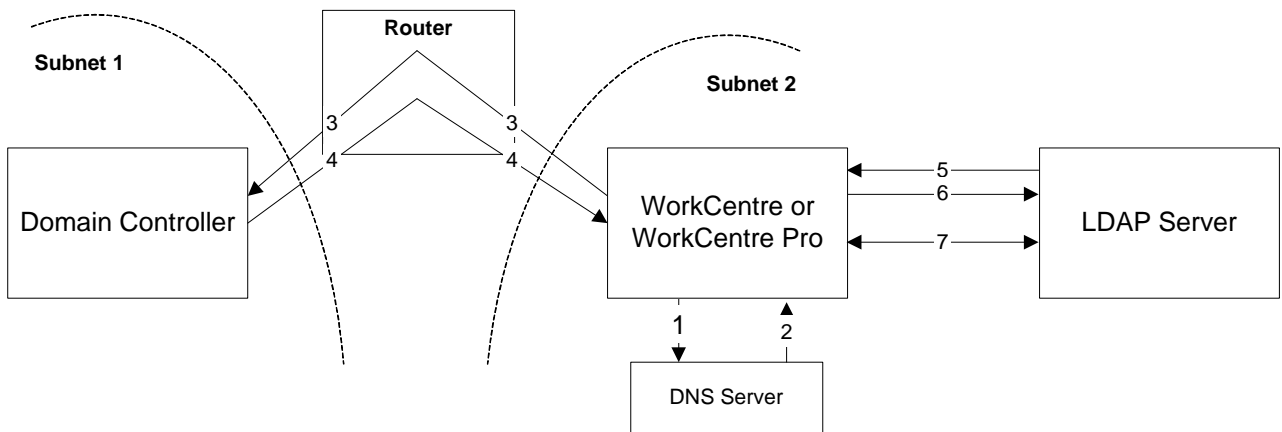 Router
Subnet 1
Subnet 2
3
3
4
4
Domain Controller
WorkCentre or
WorkCentre Pro
5
6
7
LDAP Server
1
2
DNS Server